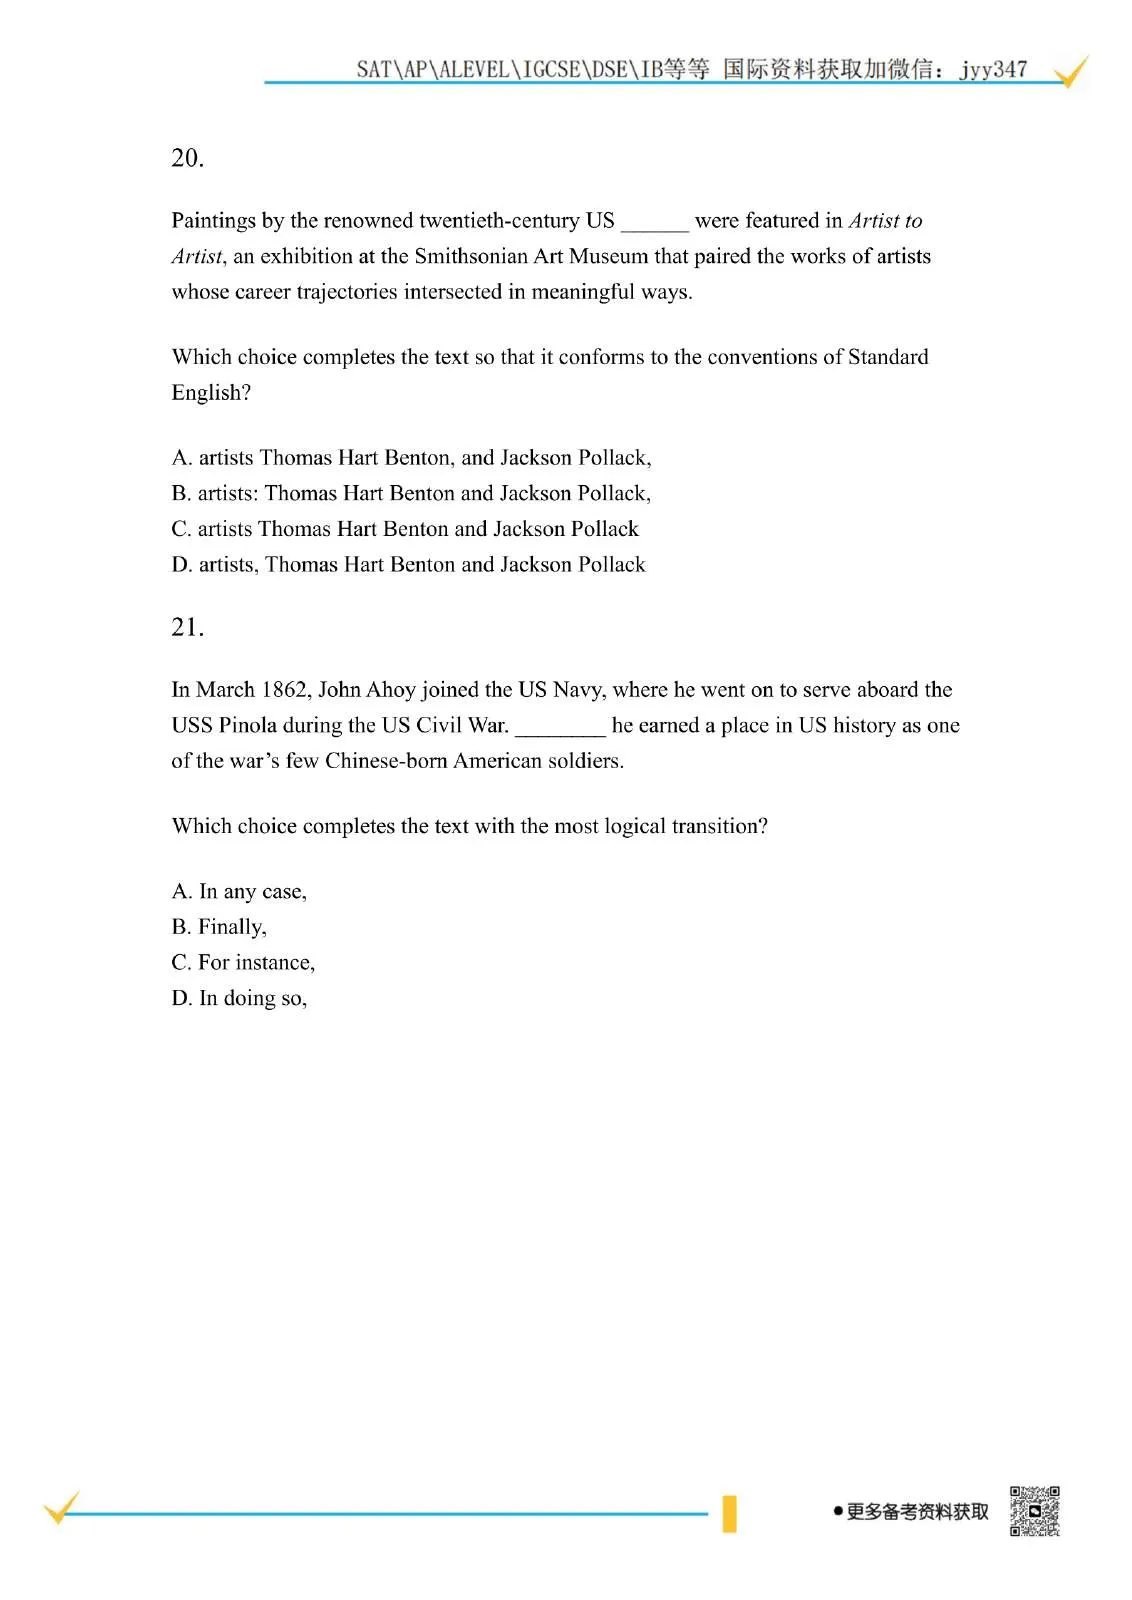 SAT\AP\ALEVEL\IGCSE\DSE\IB等等 国际资料获取加微信：jyy347
20.
Paintings by the renowned twentieth-century US ______ were featured in Artist to
Artist, an exhibition at the Smithsonian Art Museum that paired the works of artists
whose career trajectories intersected in meaningful ways.
Which choice completes the text so that it conforms to the conventions of Standard
English?
A. artists Thomas Hart Benton, and Jackson Pollack,
B. artists: Thomas Hart Benton and Jackson Pollack,
C. artists Thomas Hart Benton and Jackson Pollack
D. artists, Thomas Hart Benton and Jackson Pollack
21.
In March 1862, John Ahoy joined the US Navy, where he went on to serve aboard the
USS Pinola during the US Civil War. ________ he earned a place in US history as one
of the war’s few Chinese-born American soldiers.
Which choice completes the text with the most logical transition?
A. In any case,
B. Finally,
C. For instance,
D. In doing so,
●更多备考资料获取